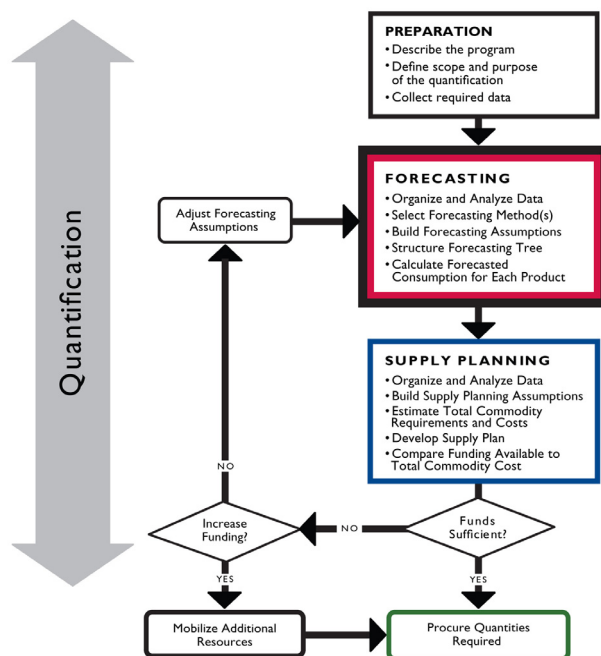 PREPARATION
• Describe the program
• Define scope and purpose
of the quantification
• Collect required data
FORECASTING
• Organize and Analyze Data
• Select Forecasting Method(s)
• Build Forecasting Assumptions
• Structure Forecasting Tree
• Calculate Forecasted
Consumption for Each Product
Adjust Forecasting
Assumptions
Quantification
SUPPLY PLANNING
• Organize and Analyze Data
• Build Supply Planning Assumptions
• Estimate Total Commodity
Requirements and Costs
• Develop Supply Plan
• Compare Funding Available to
Total Commodity Cost
NO
Increase
Funding?
NO
Funds
Sufficient?
YES
YES
Mobilize Additional
Resources
Procure Quantities
Required